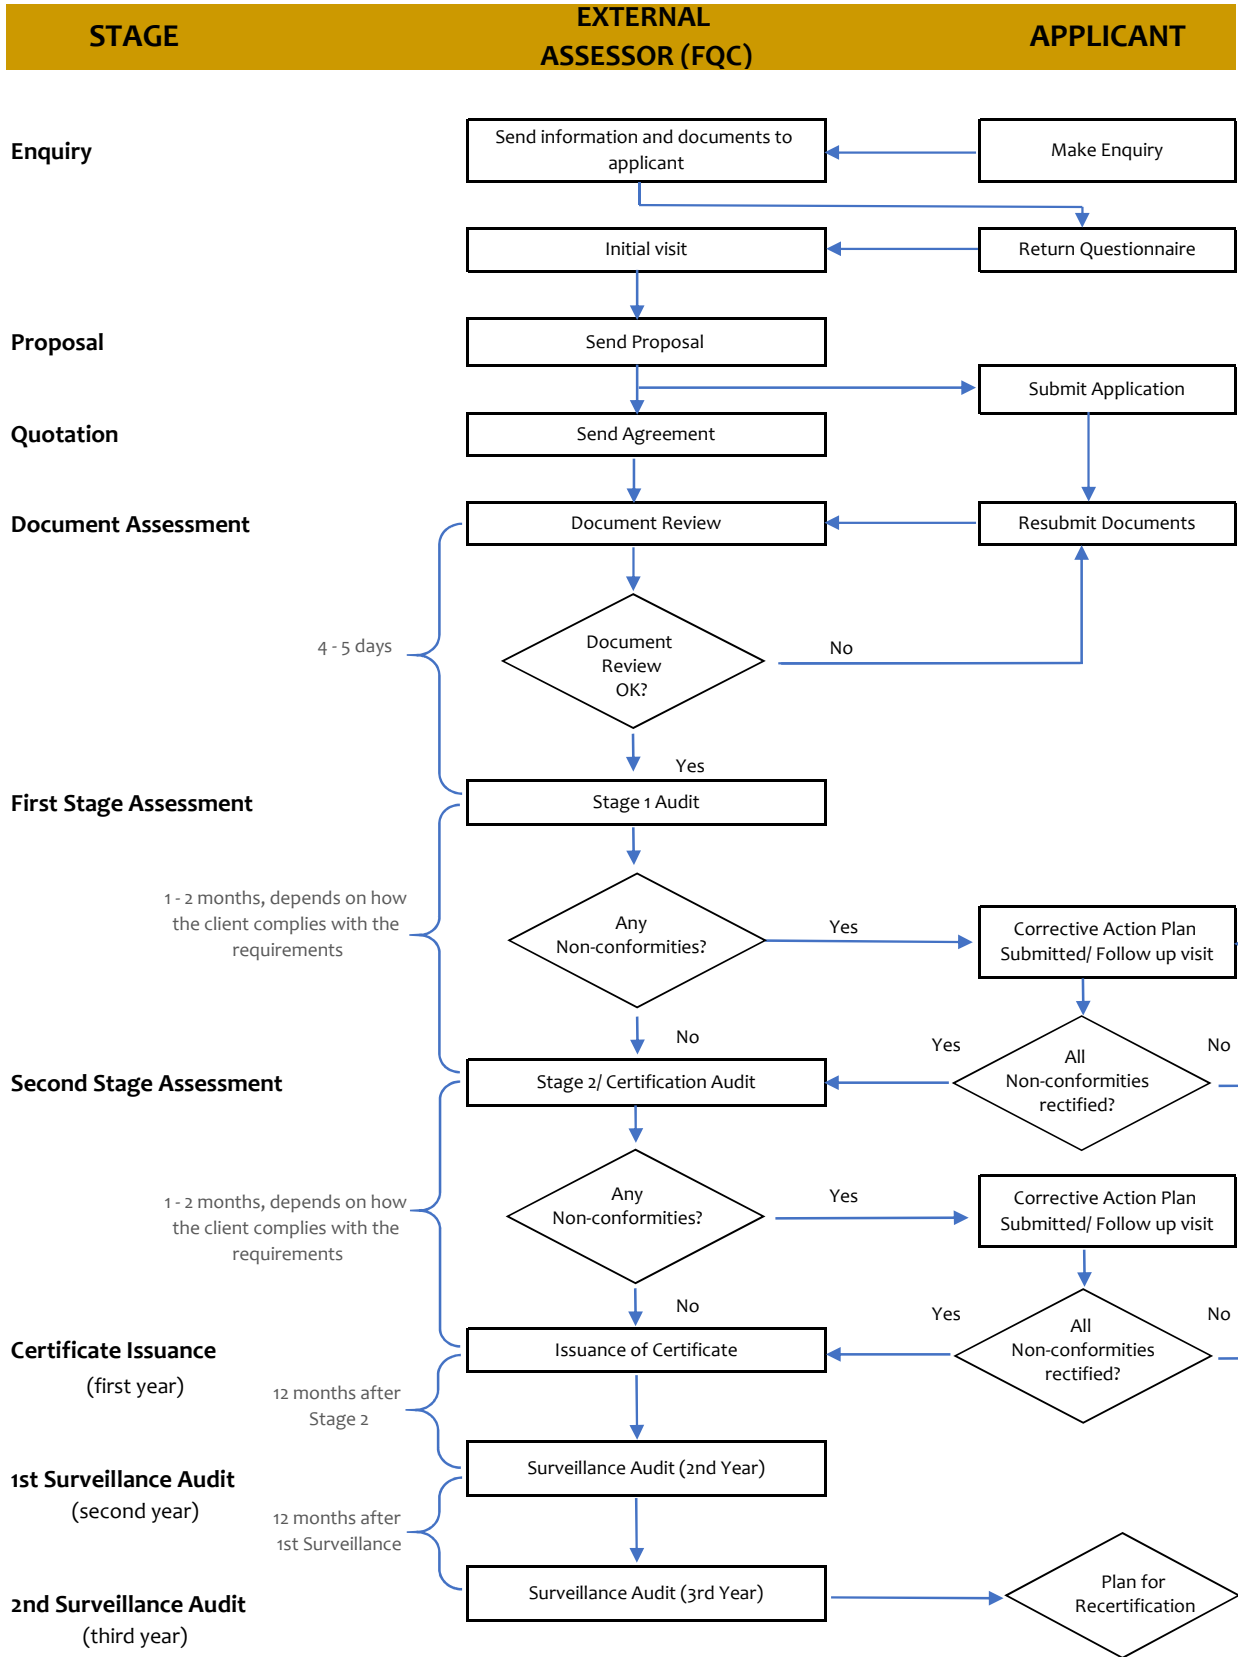 STAGE
EXTERNAL
ASSESSOR (FQC)
APPLICANT
Enquiry
Send information and documents to
applicant
Make Enquiry
Initial visit
Return Questionnaire
Proposal
Send Proposal
Submit Application
Quotation
Send Agreement
Document Assessment
Document Review
Resubmit Documents
4 - 5 days
Document
Review
OK?
No
Yes
First Stage Assessment
Stage 1 Audit
1 - 2 months, depends on how
the client complies with the
requirements
Any
Non-conformities?
Yes
Corrective Action Plan
Submitted/ Follow up visit
No
Yes
All
Non-conformities
rectified?
No
Second Stage Assessment
Stage 2/ Certification Audit
1 - 2 months, depends on how
the client complies with the
requirements
Any
Non-conformities?
Yes
Corrective Action Plan
Submitted/ Follow up visit
No
Yes
All
Non-conformities
rectified?
No
Certificate Issuance
(first year)
Issuance of Certificate
12 months after
Stage 2
1st Surveillance Audit
(second year)
Surveillance Audit (2nd Year)
12 months after
1st Surveillance
2nd Surveillance Audit
(third year)
Surveillance Audit (3rd Year)
Plan for
Recertification